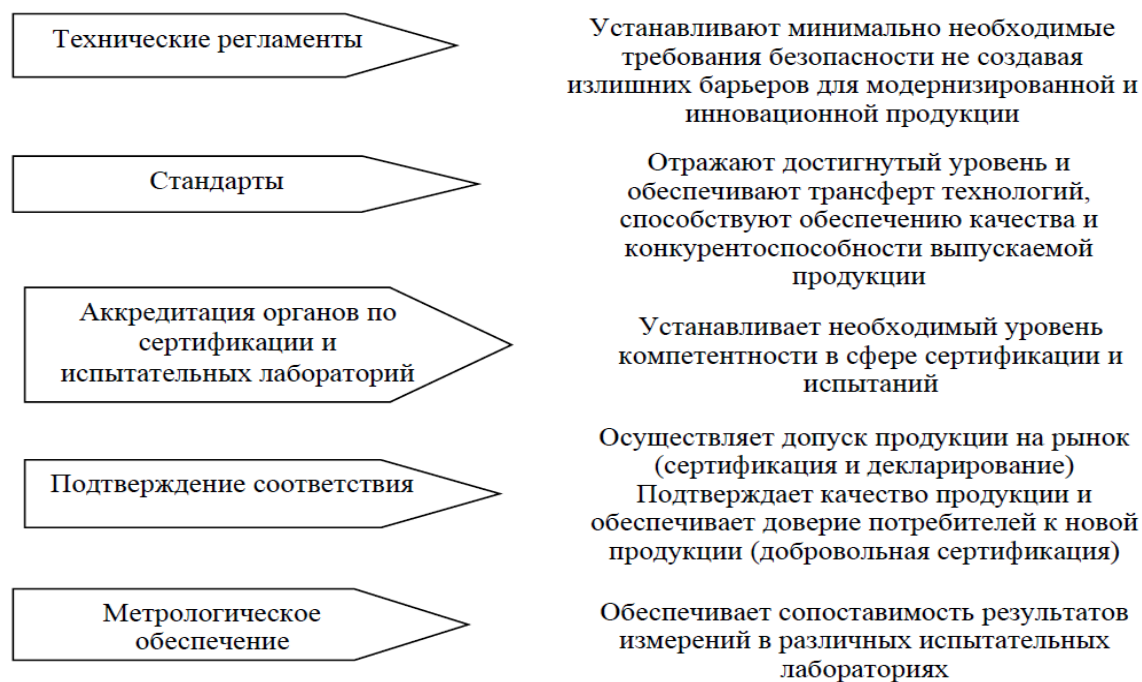 Технические регламенты
Устанавливают минимально необходимые
требования безопасности не создавая
излишних барьеров для модернизированной и
инновационной продукции
Стандарты
Отражают достигнутый уровень и
обеспечивают трансферт технологий,
способствуют обеспечению качества и
конкурентоспособности выпускаемой
продукции
Аккредитация органов по
сертификации и
испытательных лабораторий
Устанавливает необходимый уровень
компетентности в сфере сертификации и
испытаний
Подтверждение соответствия
Осуществляет допуск продукции на рынок
(сертификация и декларирование)
Подтверждает качество продукции и
обеспечивает доверие потребителей к новой
продукции (добровольная сертификация)
Метрологическое
обеспечение
Обеспечивает сопоставимость результатов
измерений в различных испытательных
лабораториях